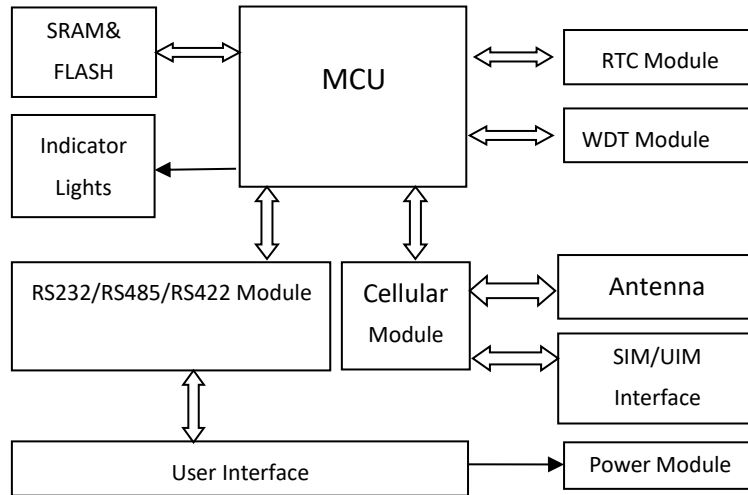 SRAM&
FLASH
MCU
RTC Module
WDT Module
Indicator
Lights
RS232/RS485/RS422 Module
Cellular
Module
Antenna
SIM/UIM
Interface
User Interface
Power Module